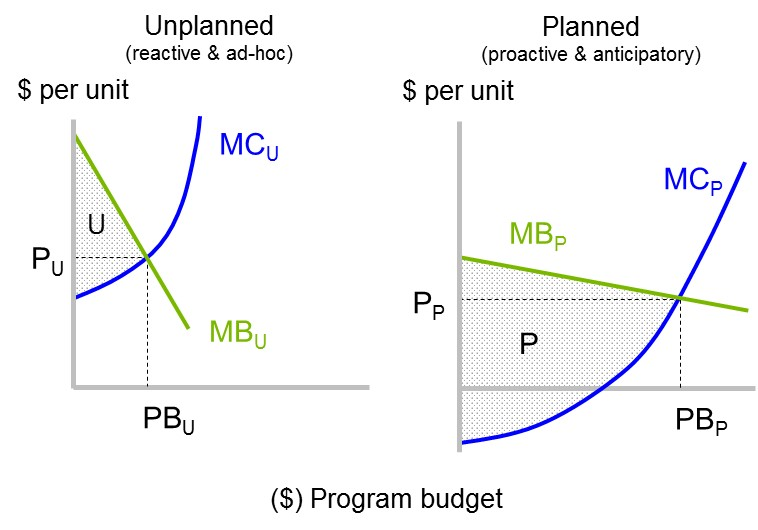 Unplanned
(reactive & ad-hoc)
Planned
(proactive & anticipatory)
$ per unit
$ per unit
MCU
MCP
U
MBP
PU
PP
MBU
P
PBU
PBP
($) Program budget